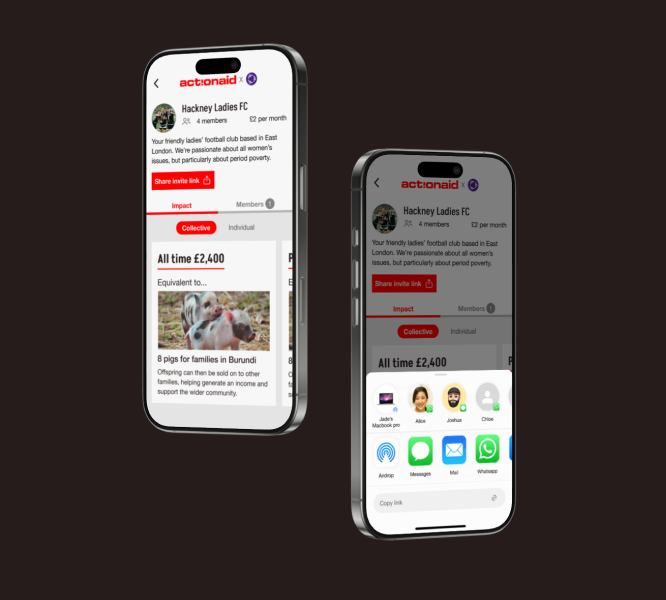 act:onaid x
Hackney Ladies FC
4 members £2 per month
Your friendly ladies' football club based in East
London. We're passionate about all women's
issues, but particularly about period poverty.
Share invite link
Impact Members 1
Collective Individual
All time £2,400
Equivalent to...
8 pigs for families in Burundi
Offspring can then be sold on to other
families, helping generate an income and
support the wider community.
act:onaid x
Hackney Ladies FC
4 members £2 per month
Your friendly ladies' football club based in East
London. We're passionate about all women's
issues, but particularly about period poverty.
Share invite link
Impact Members 1
Collective Individual
All time £2,400
Jade's Alice Joshua Chloe
Macbook pro
Airdrop Messages Mail Whatsapp
Copy link